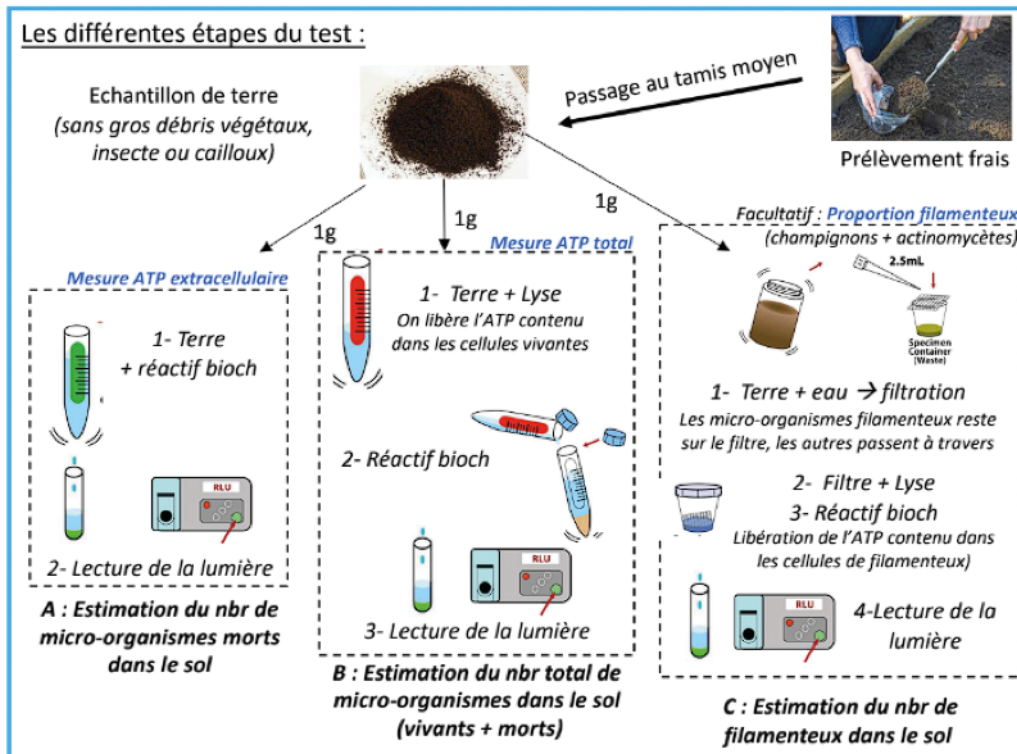 Les différentes étapes du test :
Echantillon de terre
(sans gros débris végétaux,
insecte ou cailloux)
Passage au tamis moyen
Prélèvement frais
1g
1g
1g
Mesure ATP extracellulaire
1- Terre
+ réactif bioch
RLU
2- Lecture de la lumière
A : Estimation du nbr de
micro-organismes morts
dans le sol
Mesure ATP total
1- Terre + Lyse
On libère l'ATP contenu
dans les cellules vivantes
2- Réactif bioch
RLU
3- Lecture de la lumière
B : Estimation du nbr total de
micro-organismes dans le sol
(vivants + morts)
Facultatif : Proportion filamenteux
(champignons + actinomycètes)
2.5mL
Specimen
Container
(Waste)
1- Terre + eau → filtration
Les micro-organismes filamenteux reste
sur le filtre, les autres passent à travers
2- Filtre + Lyse
3- Réactif bioch
Libération de l'ATP contenu dans
les cellules de filamenteux)
RLU
4-Lecture de la
lumière
C : Estimation du nbr de
filamenteux dans le sol